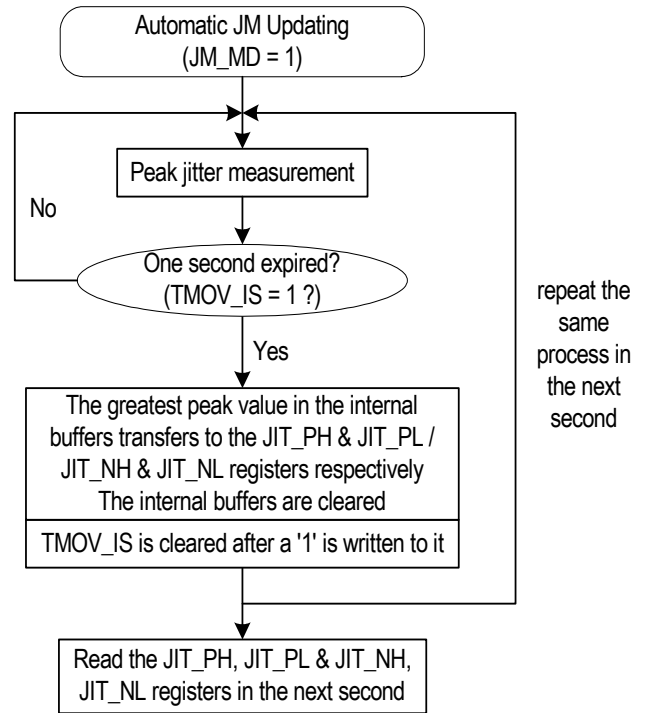 Automatic JM Updating
(JM_MD = 1)
Peak jitter measurement
No
One second expired?
(TMOV_IS = 1 ?)
repeat the
same
process in
the next
second
Yes
The greatest peak value in the internal
buffers transfers to the JIT_PH & JIT_PL /
JIT_NH & JIT_NL registers respectively
The internal buffers are cleared
TMOV_IS is cleared after a '1' is written to it
Read the JIT_PH, JIT_PL & JIT_NH,
JIT_NL registers in the next second